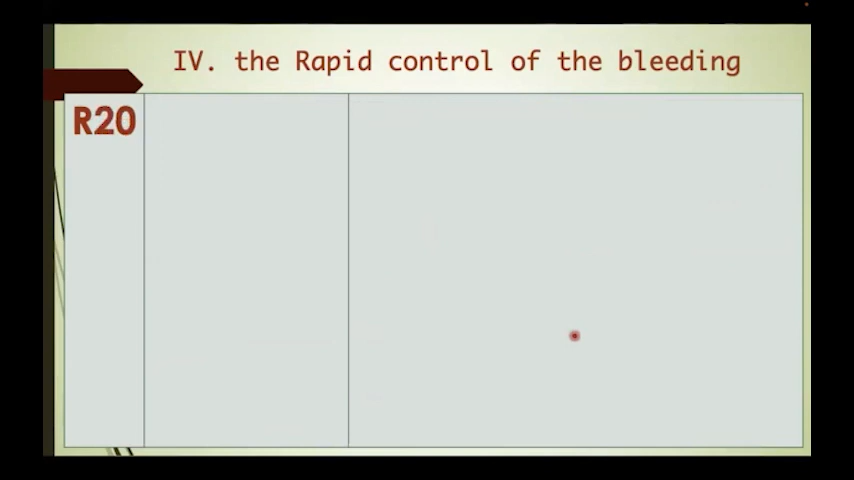 IV. the Rapid control of the bleeding
R20